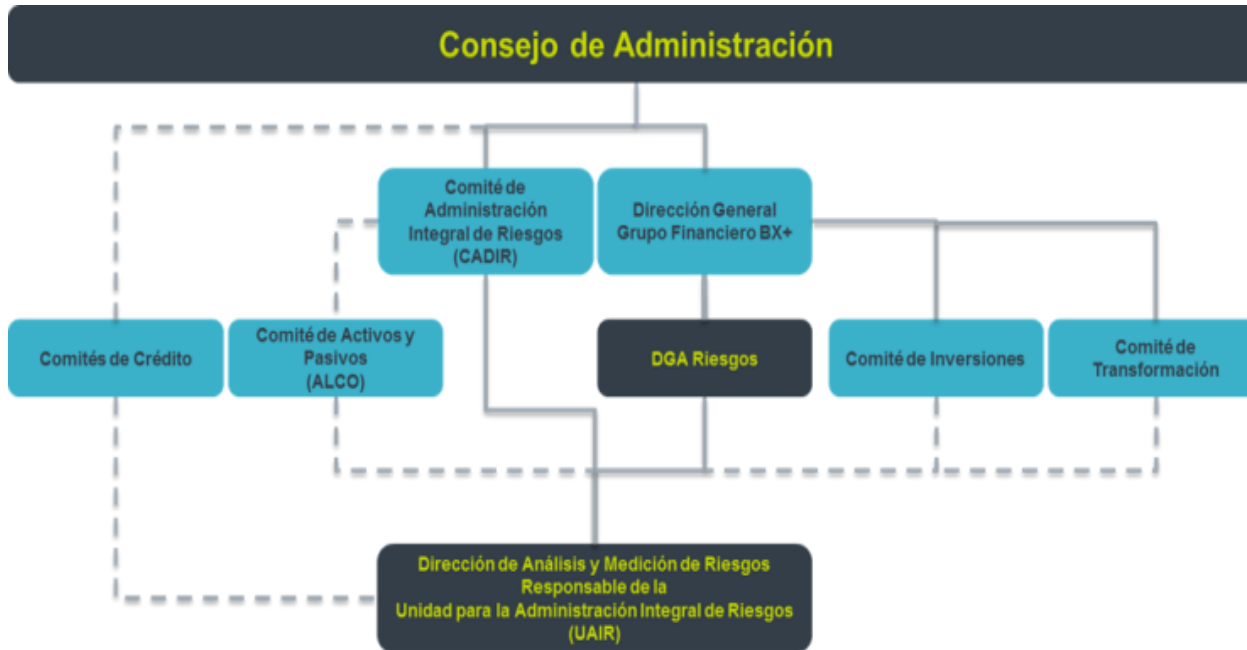 Consejo de Administración
Comité de
Administración
Integral de Riesgos
(CADIR)
Dirección General
Grupo Financiero BX+
Comités de Crédito
Comité de Activos y
Pasivos
(ALCO)
DGA Riesgos
Comité de Inversiones
Comité de
Transformación
Dirección de Análisis y Medición de Riesgos
Responsable de la
Unidad para la Administración Integral de Riesgos
(UAIR)